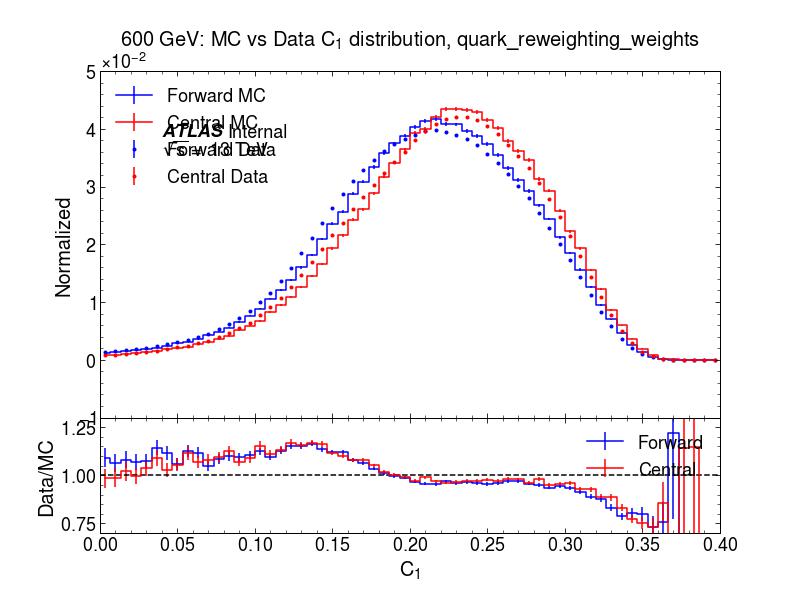 600 GeV: MC vs Data C₁ distribution, quark_reweighting_weights
×10⁻²
5
4
3
2
1
0
−1
Normalized
Forward MC
Central MC
ATLAS Internal
√s = 13 TeV
Forward Data
Central Data
1.25
1.00
0.75
Data/MC
Forward
Central
0.00 0.05 0.10 0.15 0.20 0.25 0.30 0.35 0.40
C₁